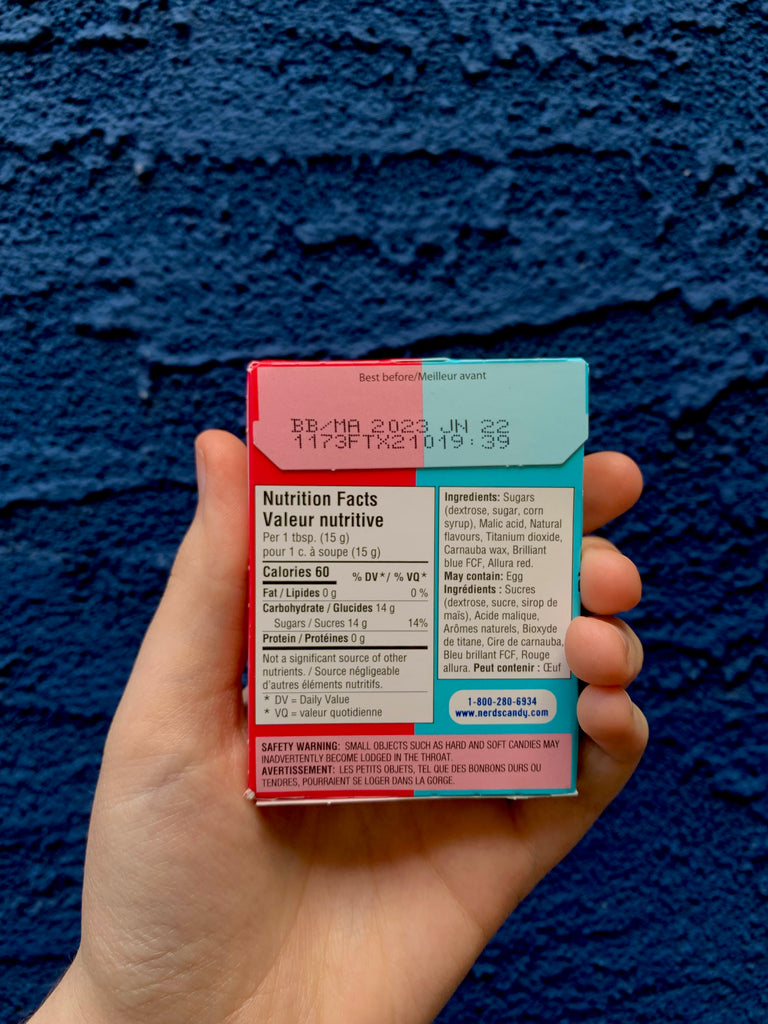 Best before/Meilleur avant
BB/MA 2023 JN 22
1173FTX21019:39
Nutrition Facts
Valeur nutritive
Per 1 tbsp. (15 g)
pour 1 c. à soupe (15 g)
Calories 60 % DV*/ % VQ*
Fat / Lipides 0 g 0 %
Carbohydrate / Glucides 14 g
Sugars / Sucres 14 g 14%
Protein / Protéines 0 g
Not a significant source of other
nutrients. / Source négligeable
d'autres éléments nutritifs.
* DV = Daily Value
* VQ = valeur quotidienne
Ingredients: Sugars
(dextrose, sugar, corn
syrup), Malic acid, Natural
flavours, Titanium dioxide,
Carnauba wax, Brilliant
blue FCF, Allura red.
May contain: Egg
Ingrédients : Sucres
(dextrose, sucre, sirop de
maïs), Acide malique,
Arômes naturels, Bioxyde
de titane, Cire de carnauba,
Bleu brillant FCF, Rouge
allura. Peut contenir : Œuf
1-800-280-6934
www.nerdscandy.com
SAFETY WARNING: SMALL OBJECTS SUCH AS HARD AND SOFT CANDIES MAY
INADVERTENTLY BECOME LODGED IN THE THROAT.
AVERTISSEMENT: LES PETITS OBJETS, TEL QUE DES BONBONS DURS OU
TENDRES, POURRAIENT SE LOGER DANS LA GORGE.